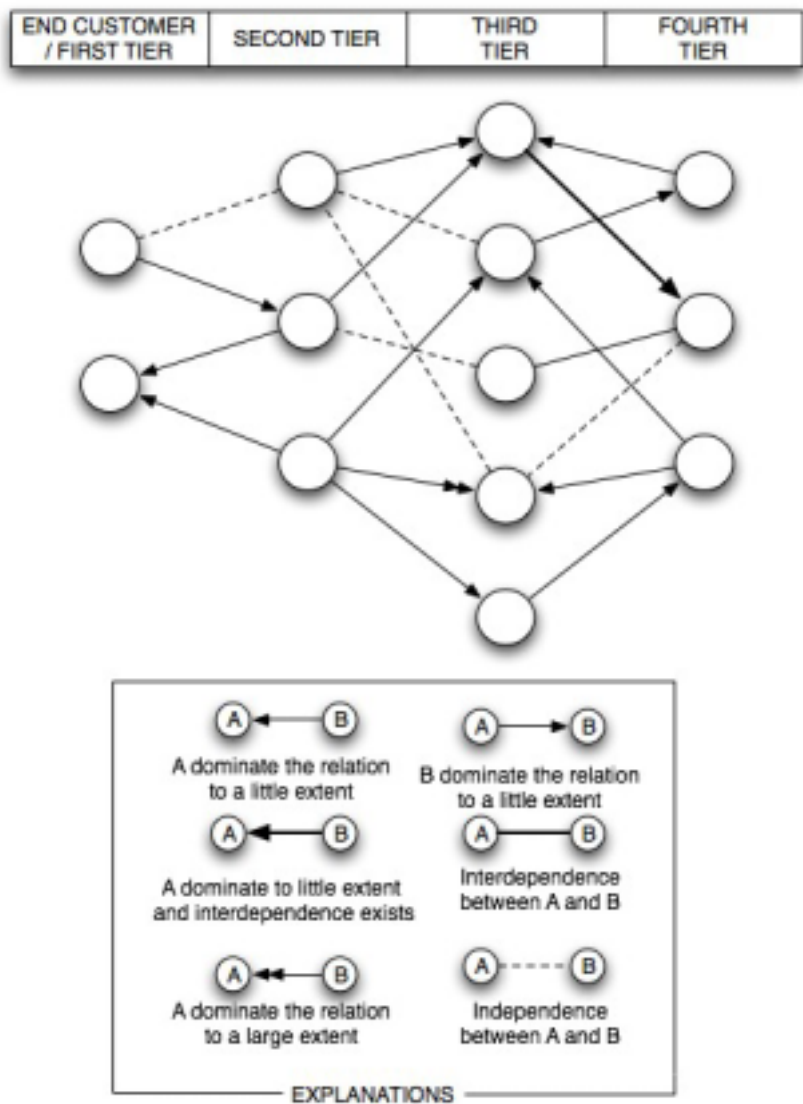 END CUSTOMER
/ FIRST TIER
SECOND TIER
THIRD
TIER
FOURTH
TIER
A
B
A dominate the relation
to a little extent
A
B
B dominate the relation
to a little extent
A
B
A dominate to little extent
and interdependence exists
A
B
Interdependence
between A and B
A
B
A dominate the relation
to a large extent
A
B
Independence
between A and B
EXPLANATIONS